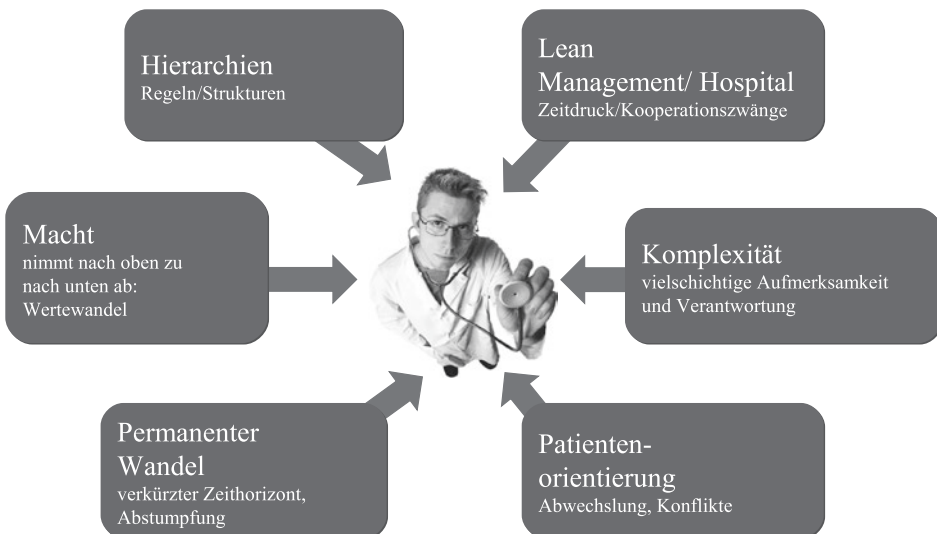 Hierarchien
Regeln/Strukturen
Lean
Management/ Hospital
Zeitdruck/Kooperationszwänge
Macht
nimmt nach oben zu
nach unten ab:
Wertewandel
Komplexität
vielschichtige Aufmerksamkeit
und Verantwortung
Permanenter
Wandel
verkürzter Zeithorizont,
Abstumpfung
Patienten-
orientierung
Abwechslung, Konflikte